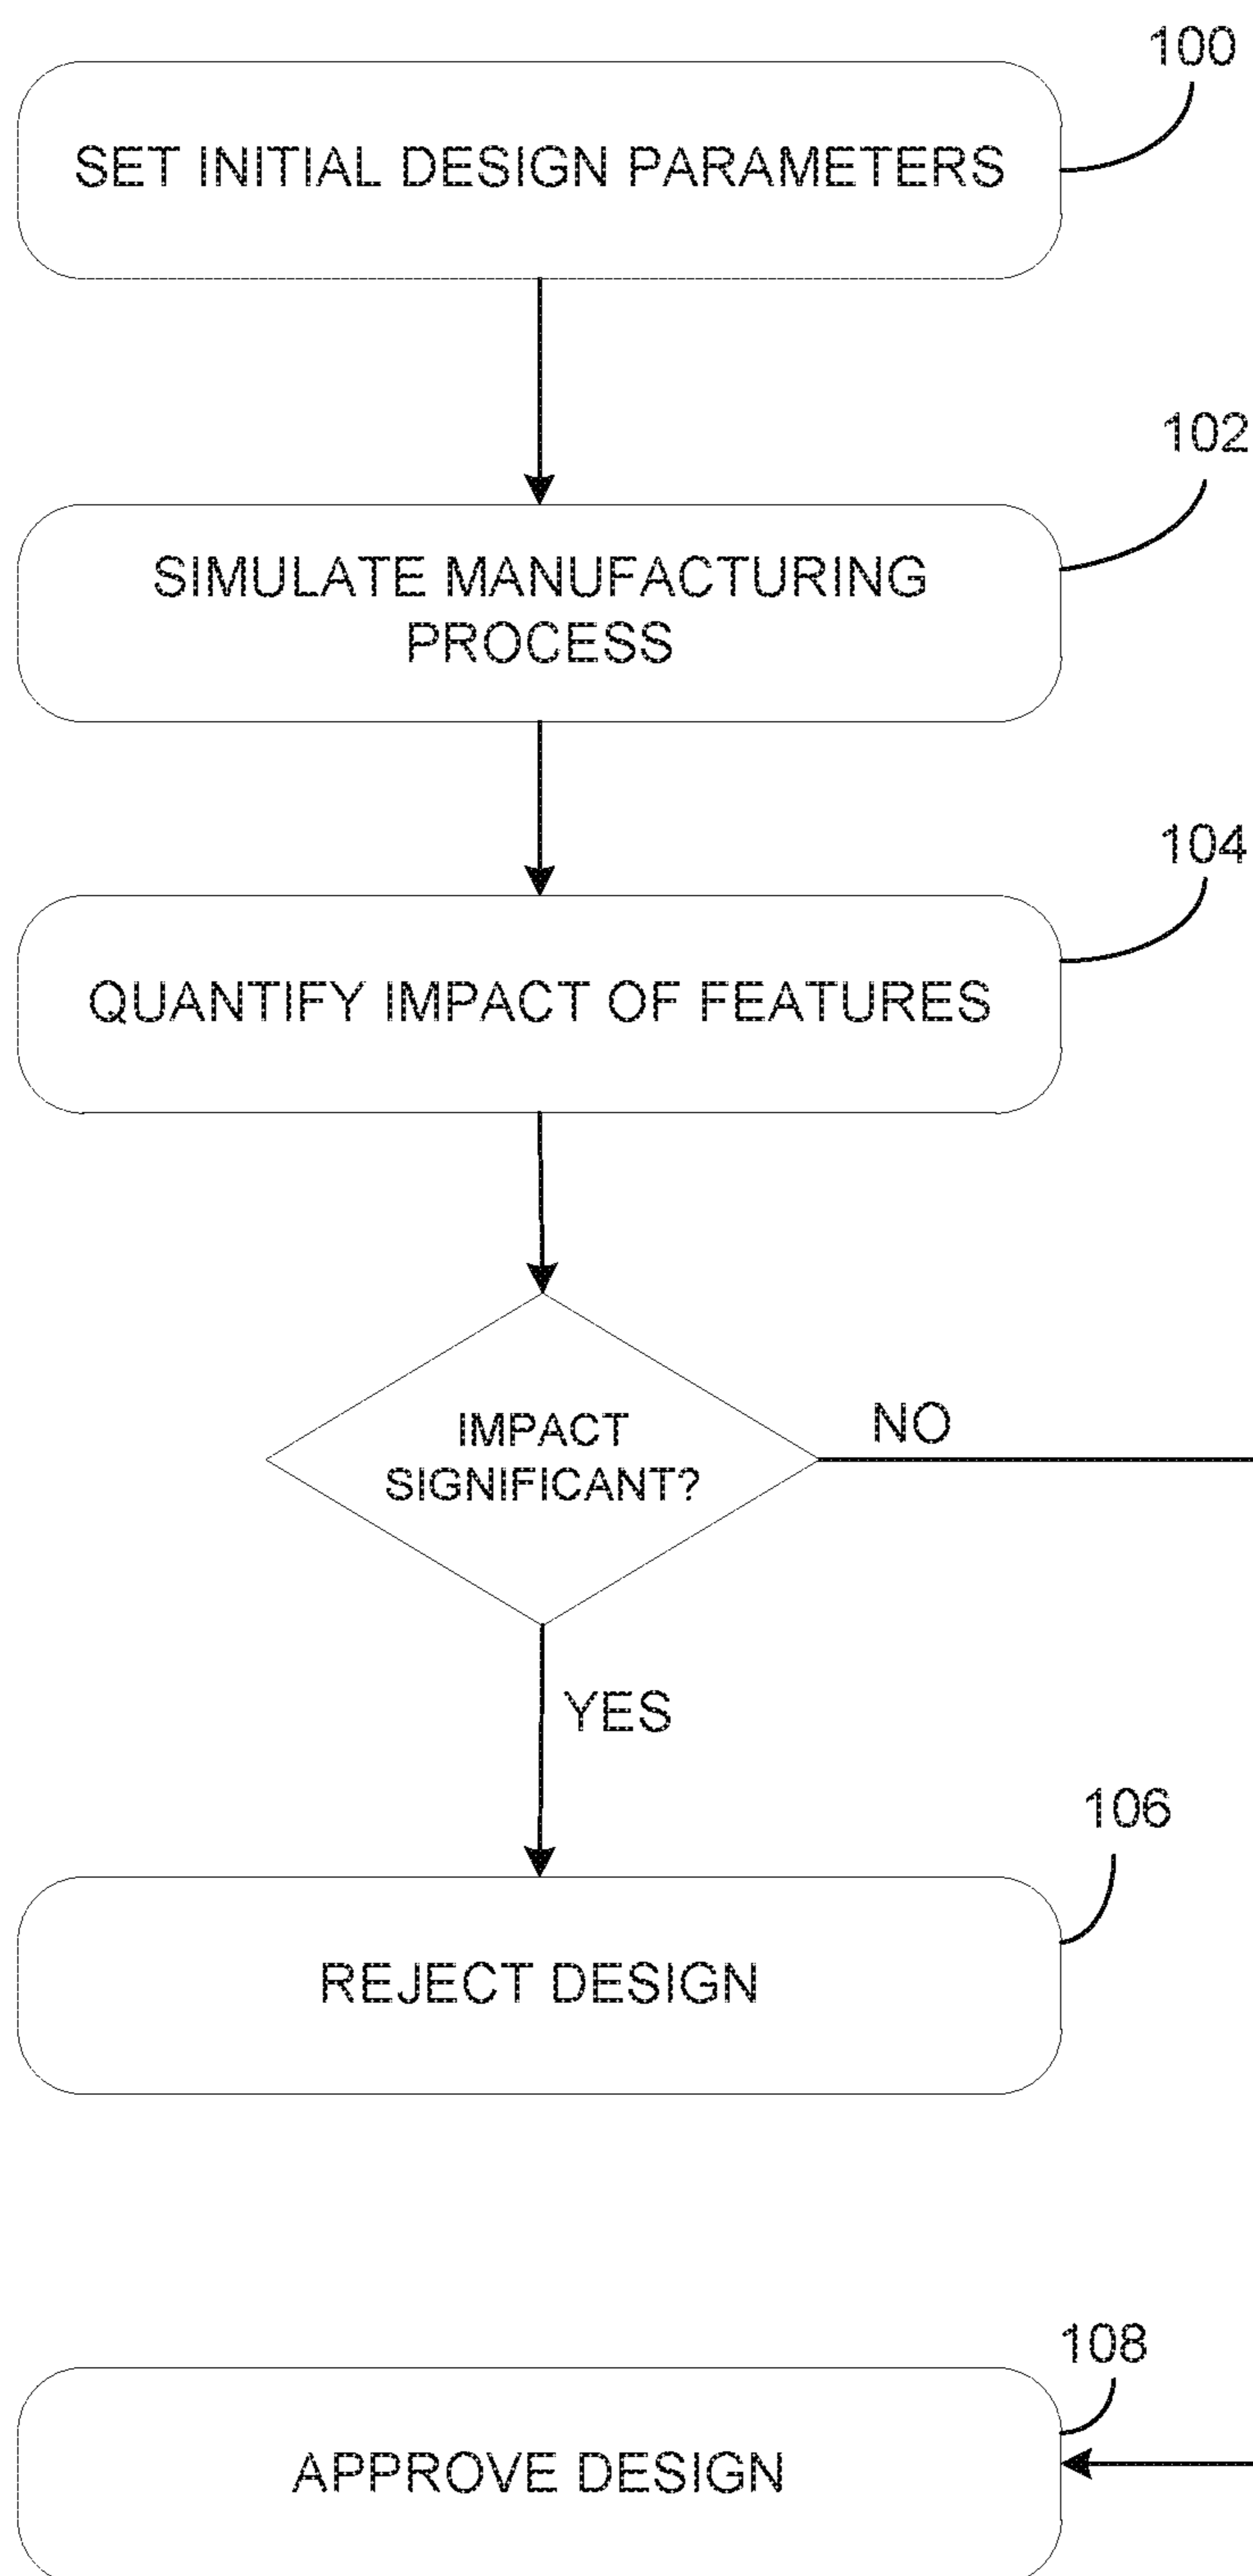 100
SET INITIAL DESIGN PARAMETERS
102
SIMULATE MANUFACTURING
PROCESS
104
QUANTIFY IMPACT OF FEATURES
IMPACT
SIGNIFICANT?
NO
YES
106
REJECT DESIGN
108
APPROVE DESIGN